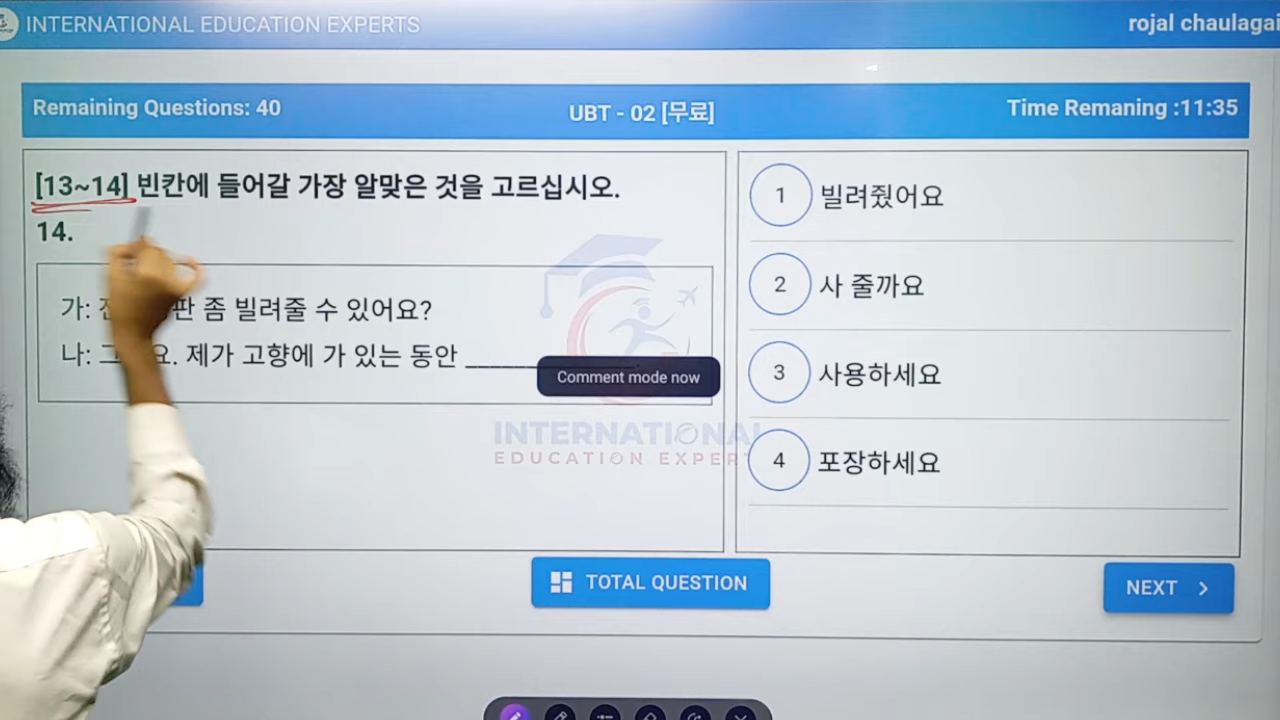 INTERNATIONAL EDUCATION EXPERTS
rojal chaulagai
Remaining Questions: 40
UBT - 02 [무료]
Time Remaning :11:35
[13~14] 빈칸에 들어갈 가장 알맞은 것을 고르십시오.
14.
가: 판 좀 빌려줄 수 있어요?
나: 제가 고향에 가 있는 동안 ______
Comment mode now
INTERNATIONAL
EDUCATION EXPERT
1 빌려줬어요
2 사 줄까요
3 사용하세요
4 포장하세요
TOTAL QUESTION
NEXT